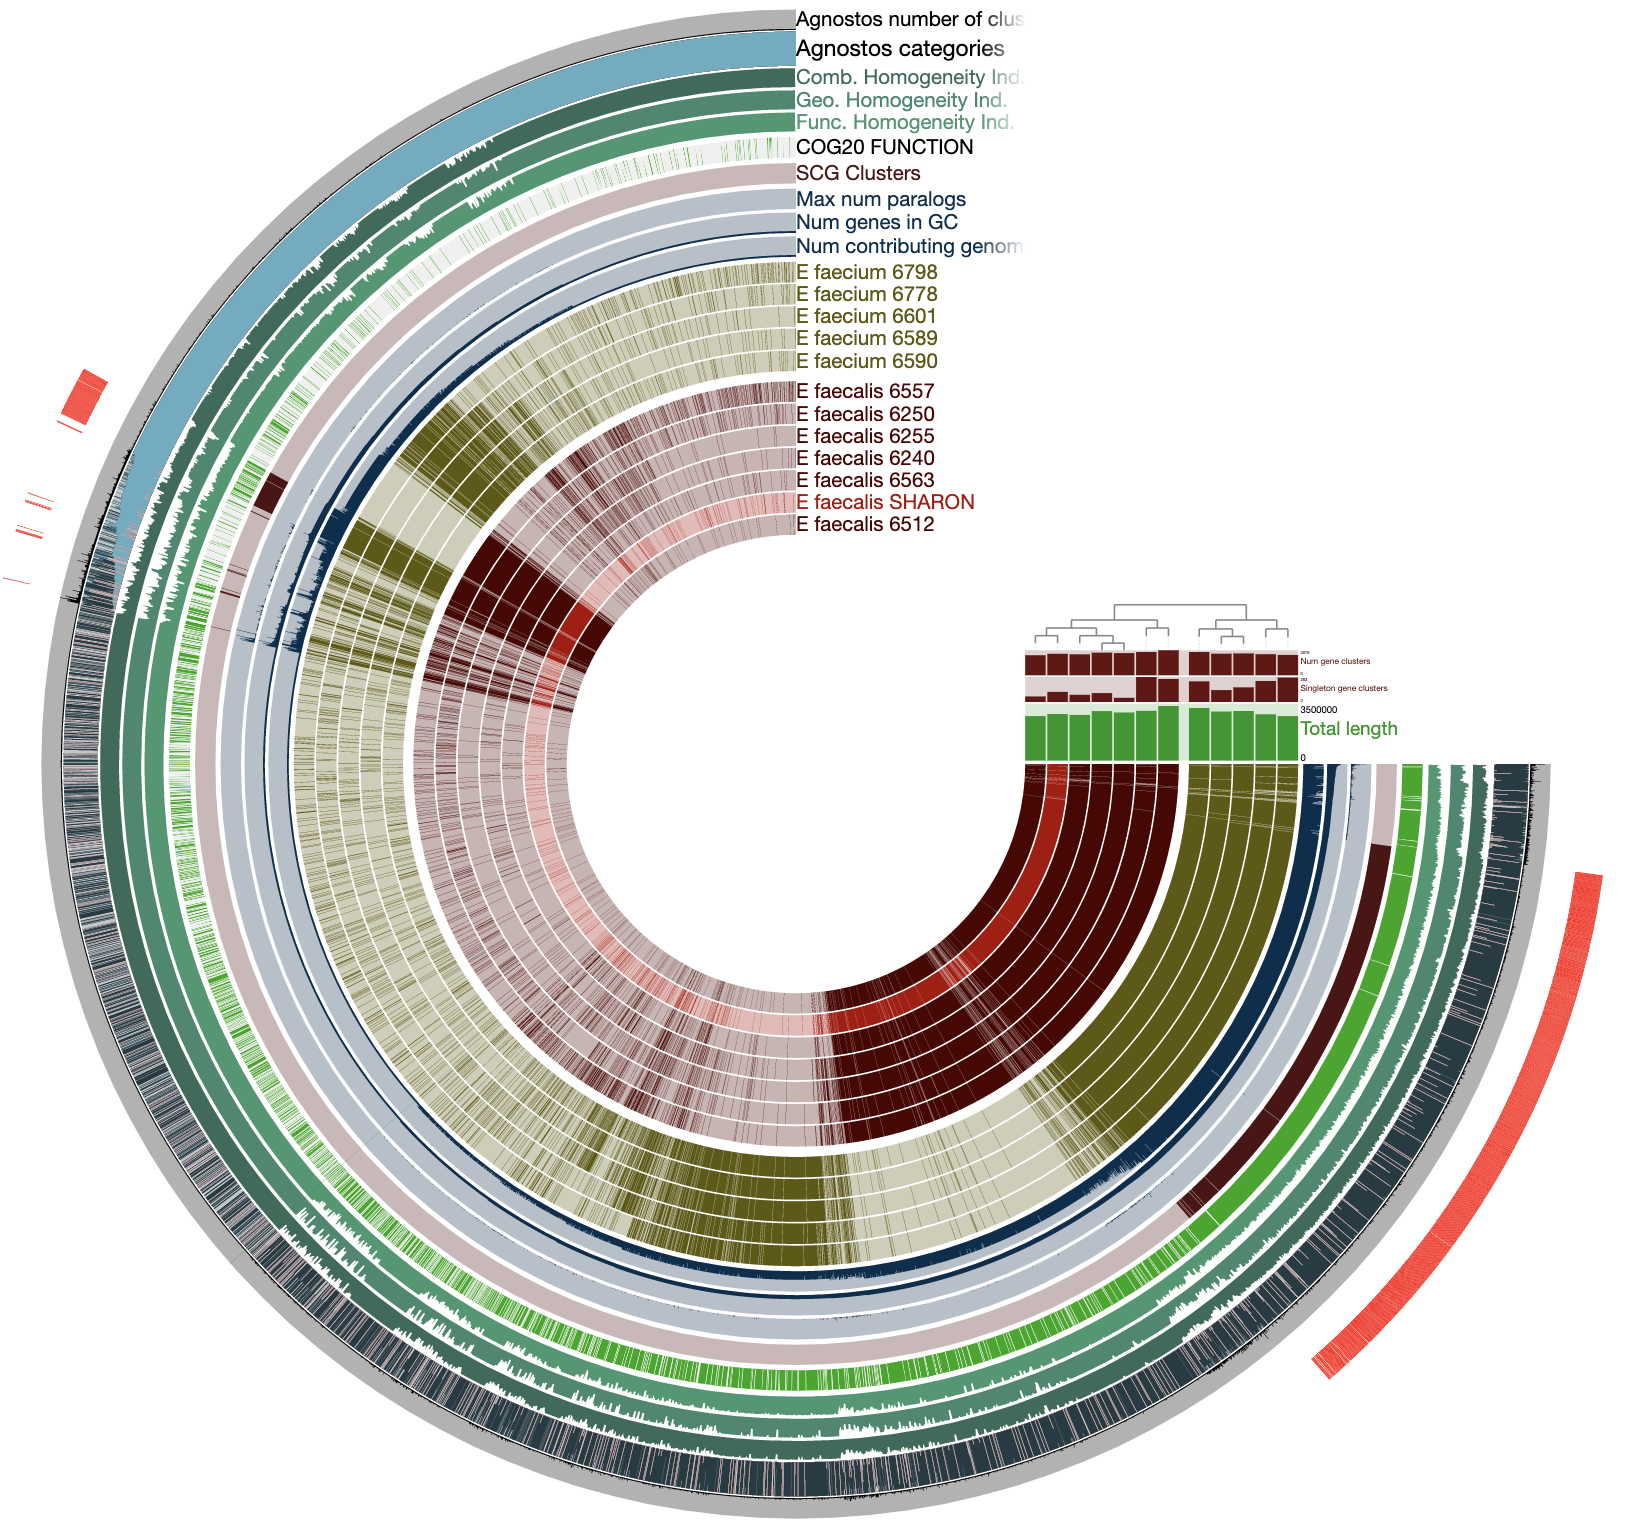 Agnostos number of clus
Agnostos categories
Comb. Homogeneity Ind.
Geo. Homogeneity Ind.
Func. Homogeneity Ind.
COG20 FUNCTION
SCG Clusters
Max num paralogs
Num genes in GC
Num contributing genom
E faecium 6798
E faecium 6778
E faecium 6601
E faecium 6589
E faecium 6590
E faecalis 6557
E faecalis 6250
E faecalis 6255
E faecalis 6240
E faecalis 6563
E faecalis SHARON
E faecalis 6512
Num gene clusters
0
Singleton gene clusters
0
3500000
Total length
0